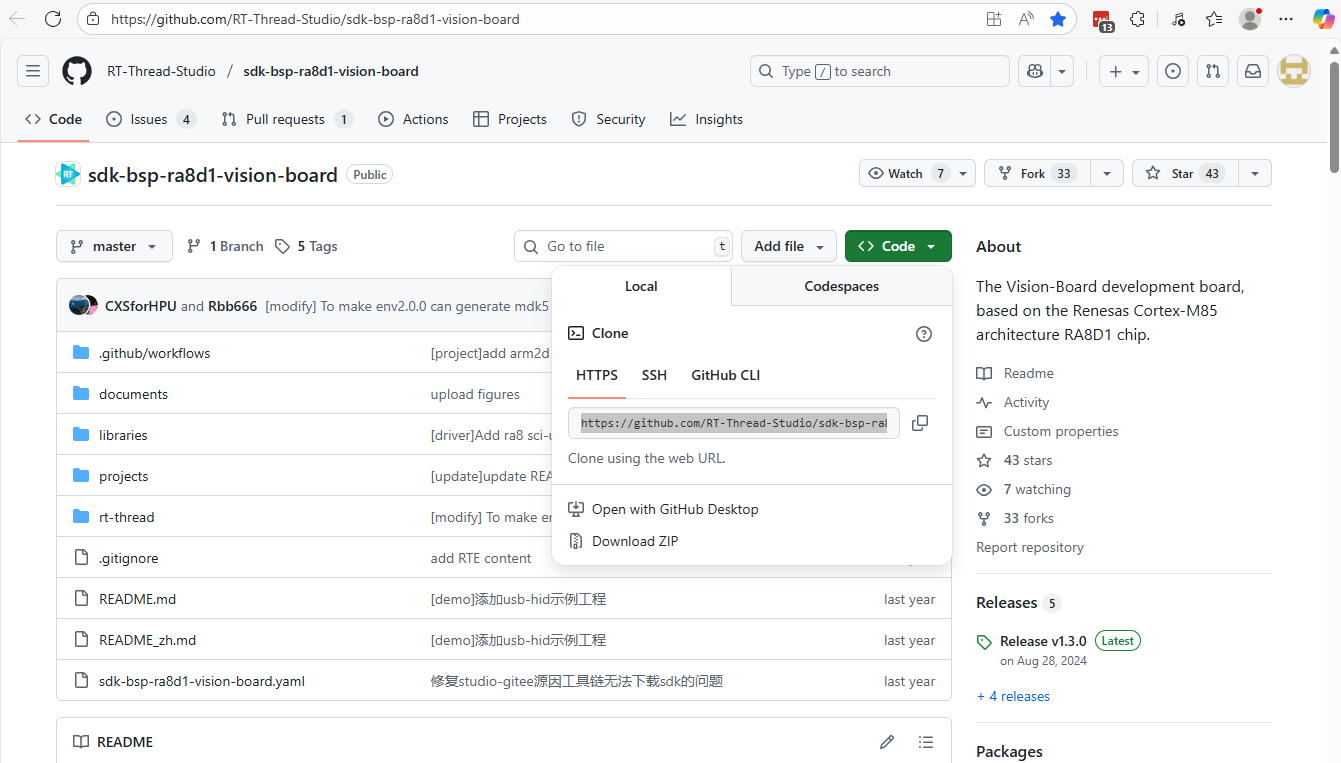 https://github.com/RT-Thread-Studio/sdk-bsp-ra8d1-vision-board
13
RT-Thread-Studio / sdk-bsp-ra8d1-vision-board
Type / to search
Code
Issues 4
Pull requests 1
Actions
Projects
Security
Insights
RT
sdk-bsp-ra8d1-vision-board Public
Watch 7
Fork 33
Star 43
master
1 Branch
5 Tags
Go to file t
Add file
Code
Local
Codespaces
Clone
HTTPS
SSH
GitHub CLI
https://github.com/RT-Thread-Studio/sdk-bsp-ra8
Clone using the web URL.
Open with GitHub Desktop
Download ZIP
CXSforHPU and Rbb666 [modify] To make env2.0.0 can generate mdk5
.github/workflows [project]add arm2d
documents upload figures
libraries [driver]Add ra8 sci-
projects [update]update REA
rt-thread [modify] To make
.gitignore add RTE content
README.md [demo]添加usb-hid示例工程 last year
README_zh.md [demo]添加usb-hid示例工程 last year
sdk-bsp-ra8d1-vision-board.yaml 修复studio-gitee源因工具链无法下载sdk的问题 last year
README
About
The Vision-Board development board,
based on the Renesas Cortex-M85
architecture RA8D1 chip.
Readme
Activity
Custom properties
43 stars
7 watching
33 forks
Report repository
Releases 5
Release v1.3.0 Latest
on Aug 28, 2024
+ 4 releases
Packages